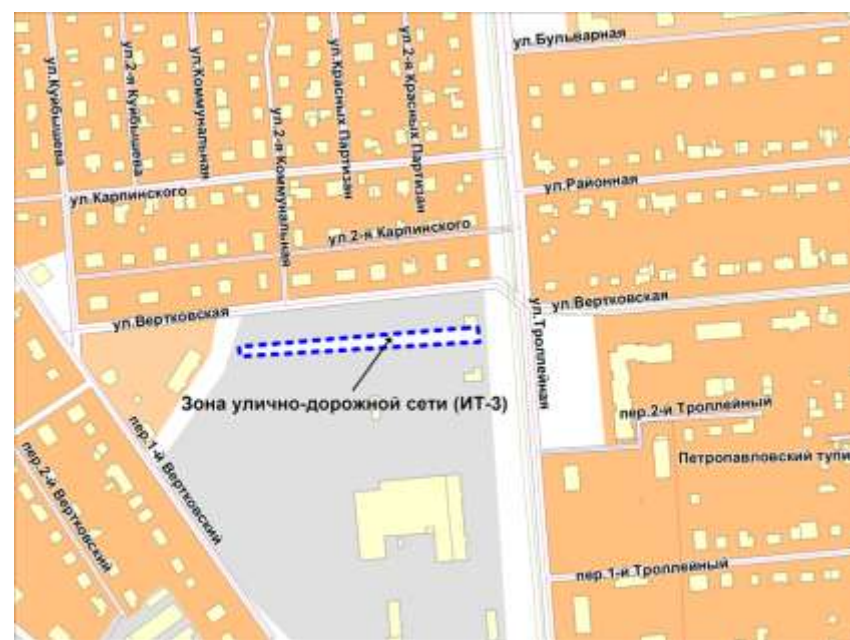 ул.Бульварная
ул.Куйбышева
ул.2-я Куйбышева
ул.Коммунальная
ул.2-я Коммунальная
ул.Красных Партизан
ул.2-я Красных Партизан
ул.Карпинского
ул.Районная
ул.2-я Карпинского
ул.Вертковская
ул.Вертковская
ул.Троллейная
Зона улично-дорожной сети (ИТ-3)
пер.2-й Троллейный
пер.1-й Вертковский
пер.2-й Вертковский
Петропавловский тупи
пер.1-й Троллейный